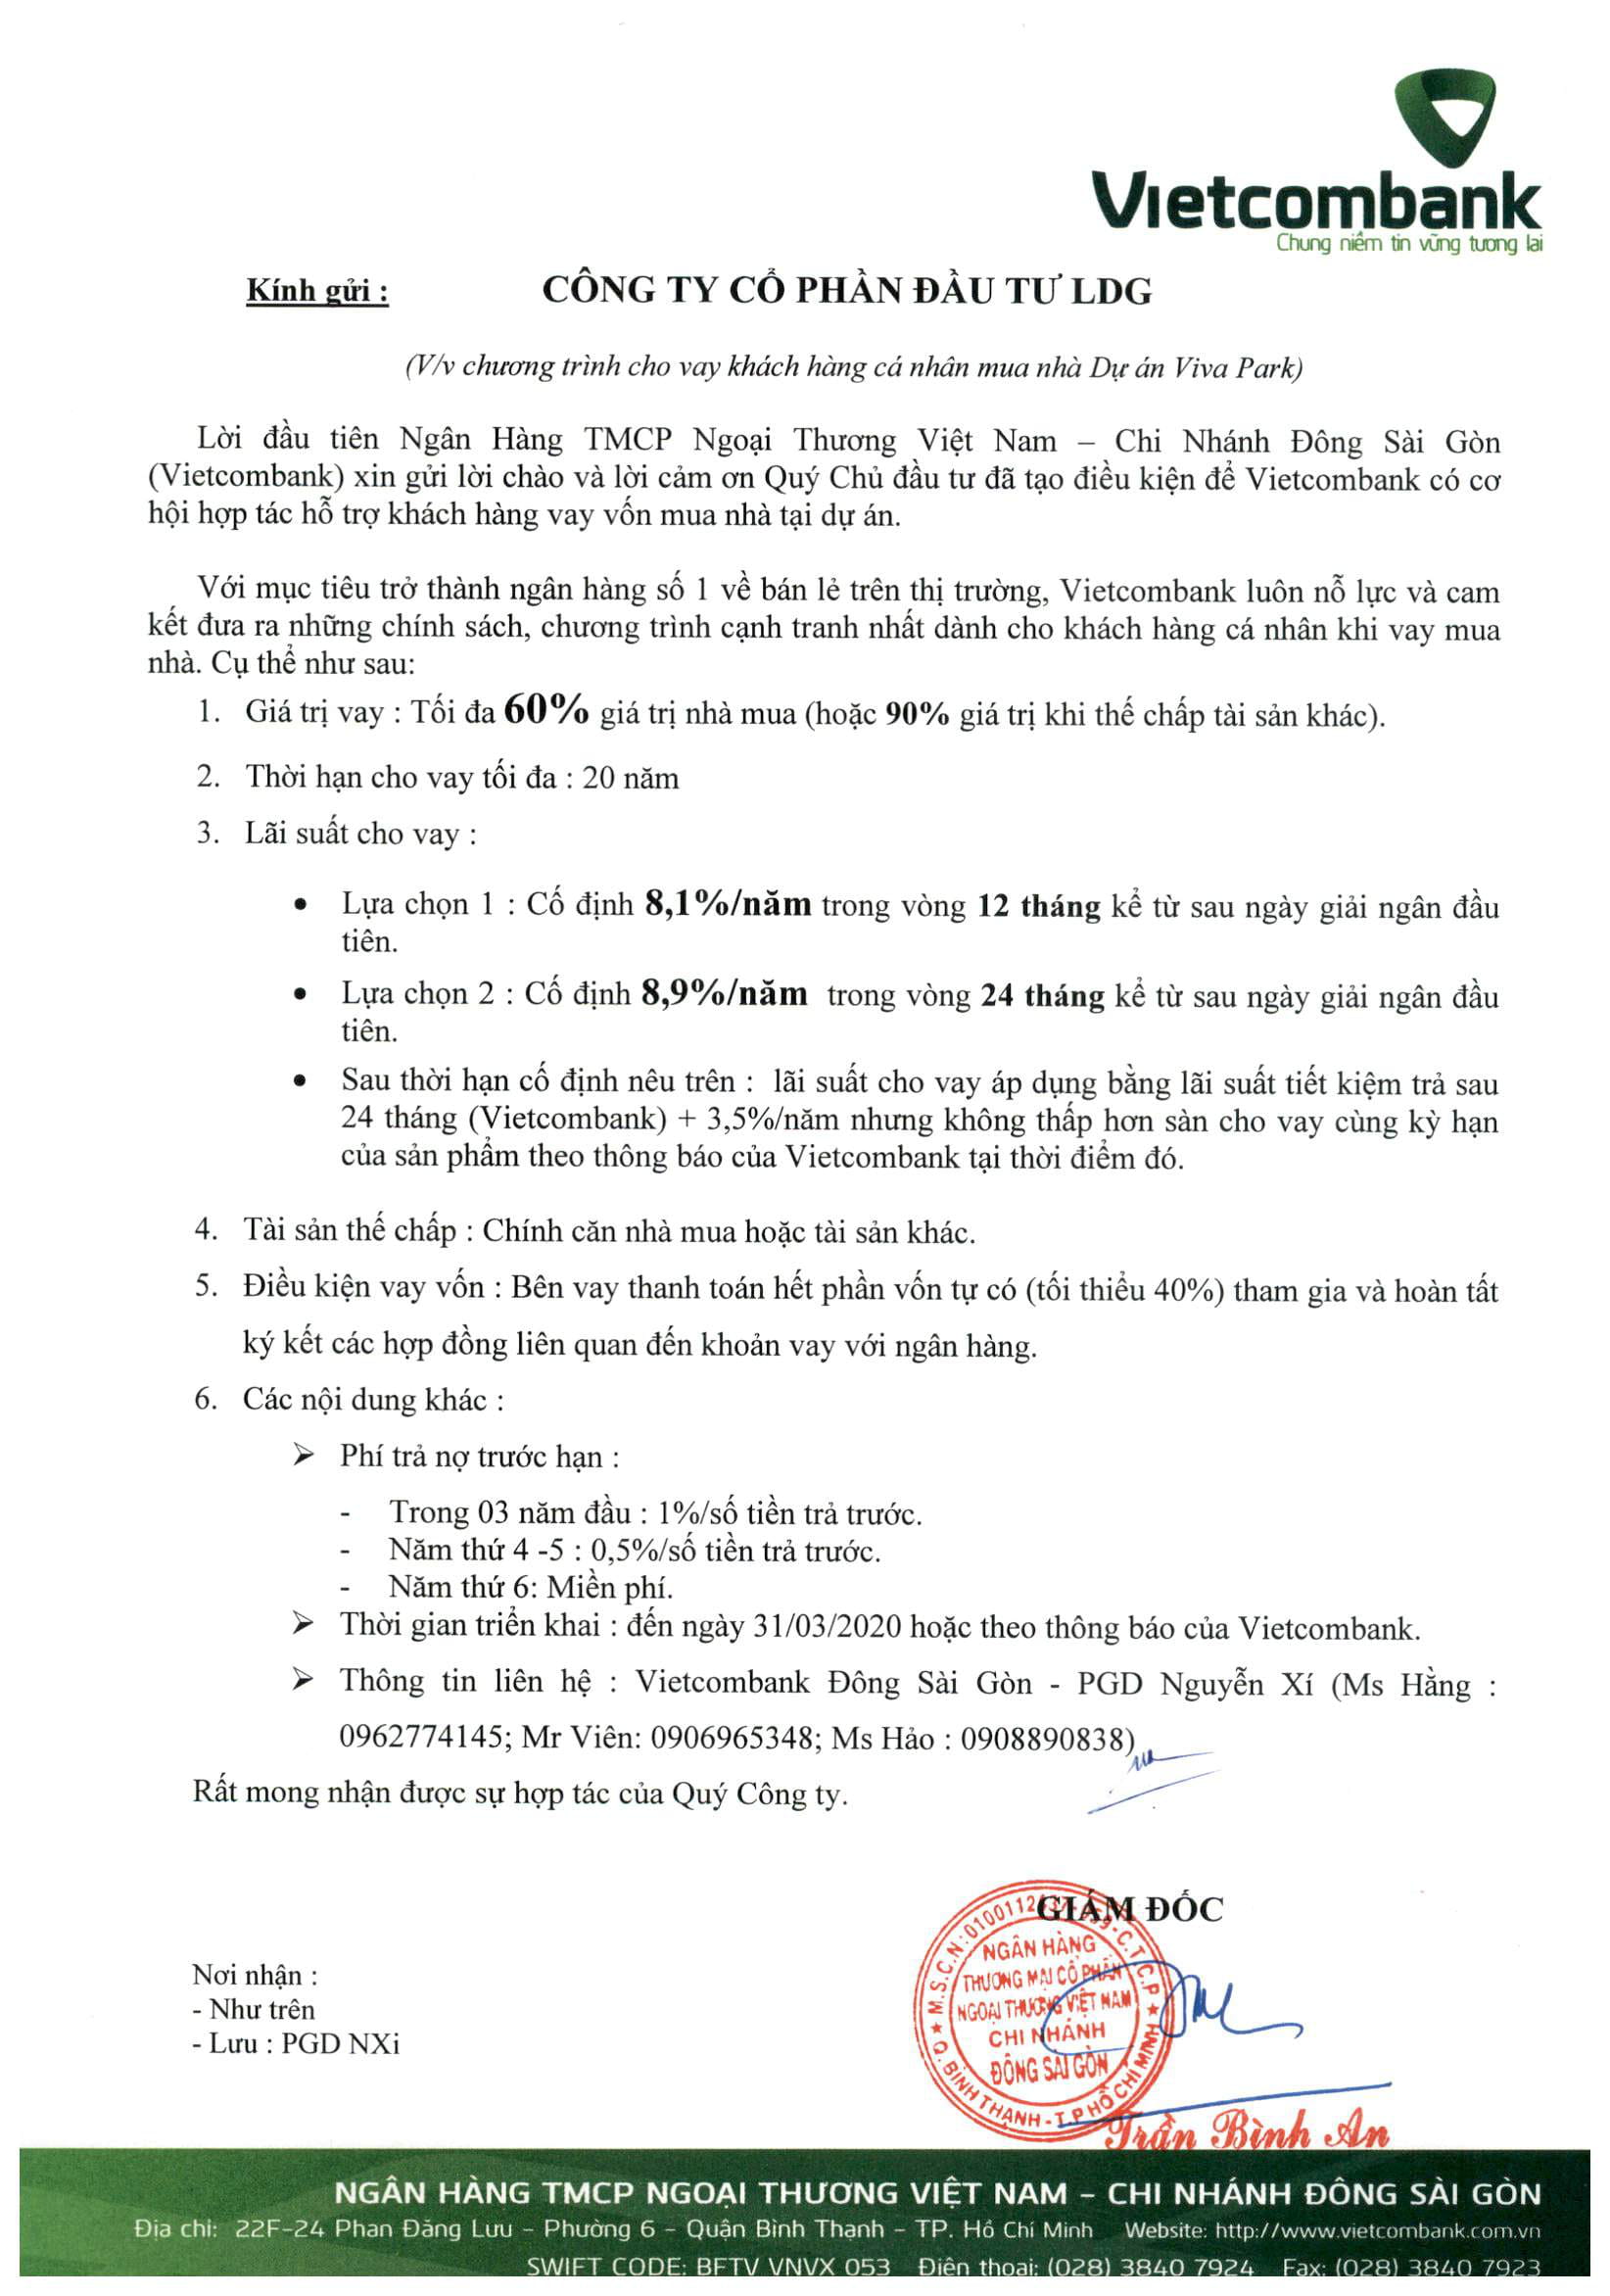 Vietcombank
Chung niềm tin vững tương lai
Kính gửi : CÔNG TY CỔ PHẦN ĐẦU TƯ LDG
(V/v chương trình cho vay khách hàng cá nhân mua nhà Dự án Viva Park)
Lời đầu tiên Ngân Hàng TMCP Ngoại Thương Việt Nam – Chi Nhánh Đông Sài Gòn
(Vietcombank) xin gửi lời chào và lời cảm ơn Quý Chủ đầu tư đã tạo điều kiện để Vietcombank có cơ
hội hợp tác hỗ trợ khách hàng vay vốn mua nhà tại dự án.
Với mục tiêu trở thành ngân hàng số 1 về bán lẻ trên thị trường, Vietcombank luôn nỗ lực và cam
kết đưa ra những chính sách, chương trình cạnh tranh nhất dành cho khách hàng cá nhân khi vay mua
nhà. Cụ thể như sau:
1. Giá trị vay : Tối đa 60% giá trị nhà mua (hoặc 90% giá trị khi thế chấp tài sản khác).
2. Thời hạn cho vay tối đa : 20 năm
3. Lãi suất cho vay :
• Lựa chọn 1 : Cố định 8,1%/năm trong vòng 12 tháng kể từ sau ngày giải ngân đầu
tiên.
• Lựa chọn 2 : Cố định 8,9%/năm trong vòng 24 tháng kể từ sau ngày giải ngân đầu
tiên.
• Sau thời hạn cố định nêu trên : lãi suất cho vay áp dụng bằng lãi suất tiết kiệm trả sau
24 tháng (Vietcombank) + 3,5%/năm nhưng không thấp hơn sàn cho vay cùng kỳ hạn
của sản phẩm theo thông báo của Vietcombank tại thời điểm đó.
4. Tài sản thế chấp : Chính căn nhà mua hoặc tài sản khác.
5. Điều kiện vay vốn : Bên vay thanh toán hết phần vốn tự có (tối thiểu 40%) tham gia và hoàn tất
ký kết các hợp đồng liên quan đến khoản vay với ngân hàng.
6. Các nội dung khác :
➢ Phí trả nợ trước hạn :
- Trong 03 năm đầu : 1%/số tiền trả trước.
- Năm thứ 4 -5 : 0,5%/số tiền trả trước.
- Năm thứ 6: Miền phí.
➢ Thời gian triển khai : đến ngày 31/03/2020 hoặc theo thông báo của Vietcombank.
➢ Thông tin liên hệ : Vietcombank Đông Sài Gòn - PGD Nguyễn Xí (Ms Hằng :
0962774145; Mr Viên: 0906965348; Ms Hảo : 0908890838)
Rất mong nhận được sự hợp tác của Quý Công ty.
GIÁM ĐỐC
NGÂN HÀNG
THƯƠNG MẠI CỔ PHẦN
NGOẠI THƯƠNG VIỆT NAM
CHI NHÁNH
ĐÔNG SÀI GÒN
Q. BÌNH THẠNH - T.P HỒ CHÍ MINH
Trần Bình An
Nơi nhận :
- Như trên
- Lưu : PGD NXi
NGÂN HÀNG TMCP NGOẠI THƯƠNG VIỆT NAM – CHI NHÁNH ĐÔNG SÀI GÒN
Địa chỉ: 22F-24 Phan Đăng Lưu – Phường 6 – Quận Bình Thạnh – TP. Hồ Chí Minh Website: http://www.vietcombank.com.vn
SWIFT CODE: BFTV VNVX 053 Điện thoại: (028) 3840 7924 Fax: (028) 3840 7923